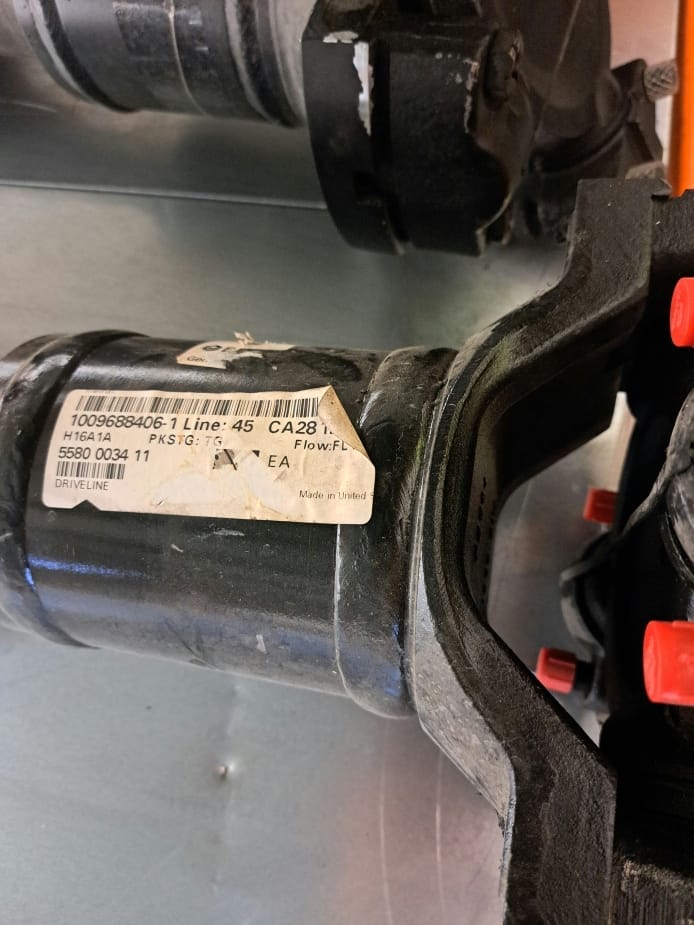 1009688406-1 Line: 45 CA28
H16A1A PKSTG: TG Flow:FL
5580 0034 11 EA
DRIVELINE Made in United